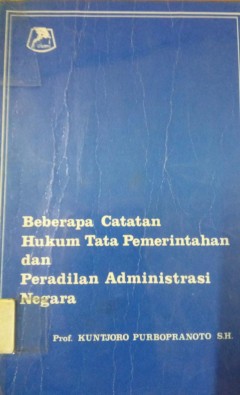 Beberapa Catatan
Hukum Tata Pemerintahan
dan
Peradilan Administrasi
Negara
Prof. KUNTJORO PURBOPRANOTO S.H.